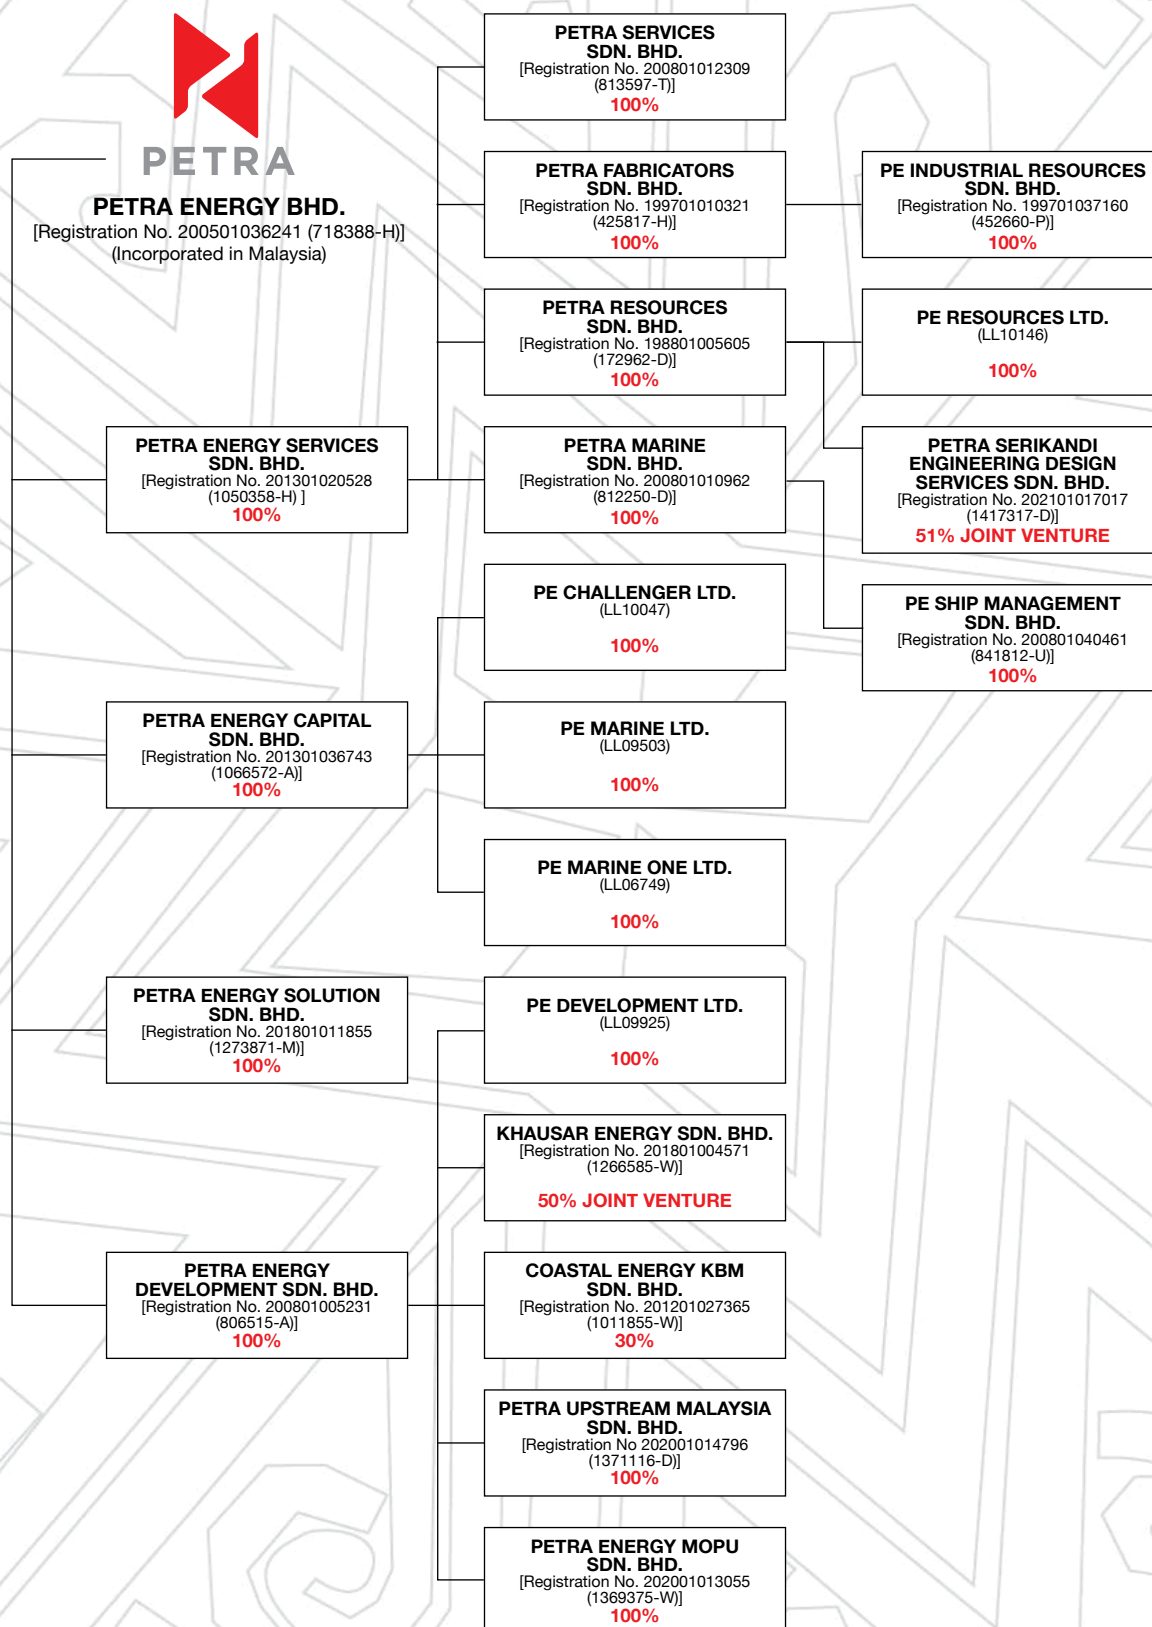 PETRA
PETRA ENERGY BHD.
[Registration No. 200501036241 (718388-H)]
(Incorporated in Malaysia)
PETRA ENERGY SERVICES
SDN. BHD.
[Registration No. 201301020528
(1050358-H) ]
100%
PETRA ENERGY CAPITAL
SDN. BHD.
[Registration No. 201301036743
(1066572-A)]
100%
PETRA ENERGY SOLUTION
SDN. BHD.
[Registration No. 201801011855
(1273871-M)]
100%
PETRA ENERGY
DEVELOPMENT SDN. BHD.
[Registration No. 200801005231
(806515-A)]
100%
PETRA SERVICES
SDN. BHD.
[Registration No. 200801012309
(813597-T)]
100%
PETRA FABRICATORS
SDN. BHD.
[Registration No. 199701010321
(425817-H)]
100%
PETRA RESOURCES
SDN. BHD.
[Registration No. 198801005605
(172962-D)]
100%
PETRA MARINE
SDN. BHD.
[Registration No. 200801010962
(812250-D)]
100%
PE CHALLENGER LTD.
(LL10047)
100%
PE MARINE LTD.
(LL09503)
100%
PE MARINE ONE LTD.
(LL06749)
100%
PE DEVELOPMENT LTD.
(LL09925)
100%
KHAUSAR ENERGY SDN. BHD.
[Registration No. 201801004571
(1266585-W)]
50% JOINT VENTURE
COASTAL ENERGY KBM
SDN. BHD.
[Registration No. 201201027365
(1011855-W)]
30%
PETRA UPSTREAM MALAYSIA
SDN. BHD.
[Registration No 202001014796
(1371116-D)]
100%
PETRA ENERGY MOPU
SDN. BHD.
[Registration No. 202001013055
(1369375-W)]
100%
PE INDUSTRIAL RESOURCES
SDN. BHD.
[Registration No. 199701037160
(452660-P)]
100%
PE RESOURCES LTD.
(LL10146)
100%
PETRA SERIKANDI
ENGINEERING DESIGN
SERVICES SDN. BHD.
[Registration No. 202101017017
(1417317-D)]
51% JOINT VENTURE
PE SHIP MANAGEMENT
SDN. BHD.
[Registration No. 200801040461
(841812-U)]
100%